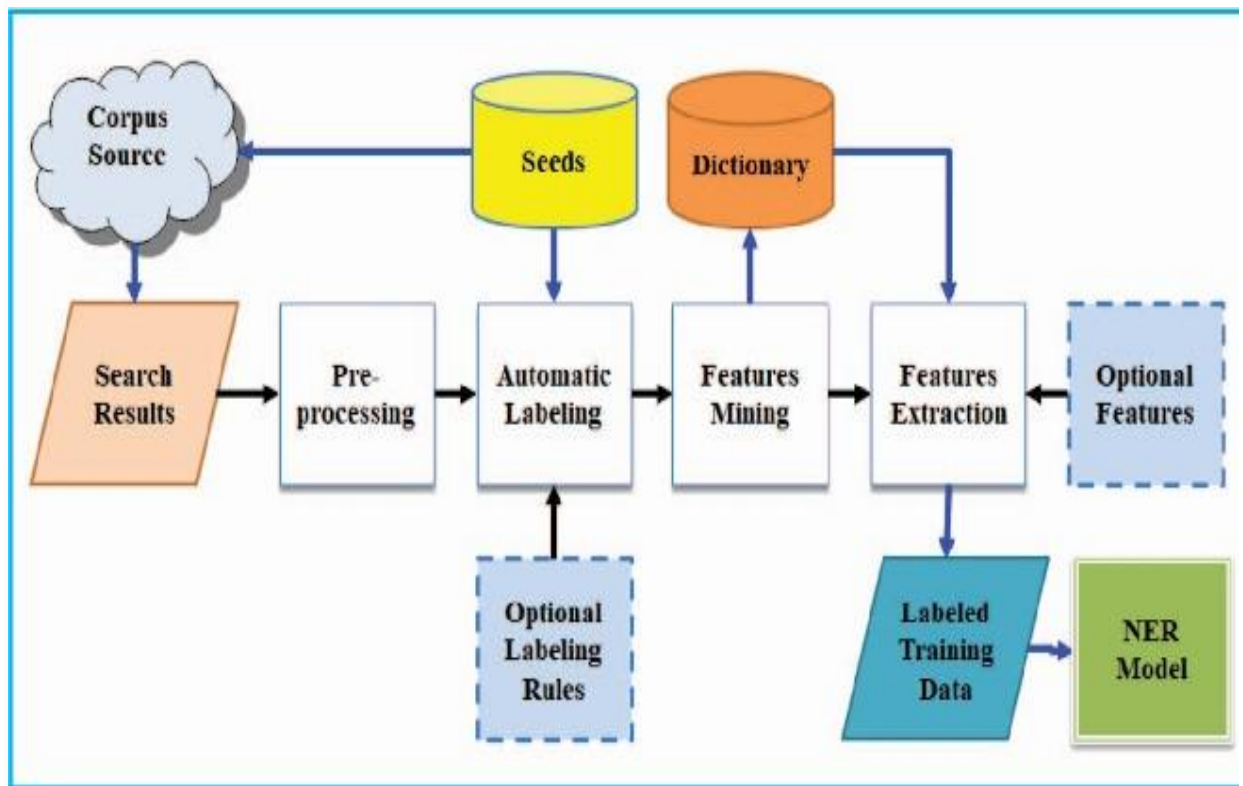 Corpus
Source
Seeds
Dictionary
Search
Results
Pre-
processing
Automatic
Labeling
Features
Mining
Features
Extraction
Optional
Features
Optional
Labeling
Rules
Labeled
Training
Data
NER
Model